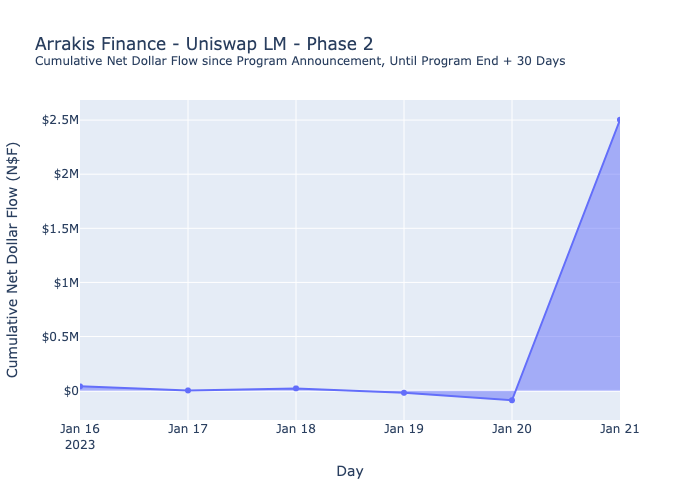 Arrakis Finance - Uniswap LM - Phase 2
Cumulative Net Dollar Flow since Program Announcement, Until Program End + 30 Days
Cumulative Net Dollar Flow (N$F)
$2.5M
$2M
$1.5M
$1M
$0.5M
$0
Jan 16 Jan 17 Jan 18 Jan 19 Jan 20 Jan 21
2023
Day